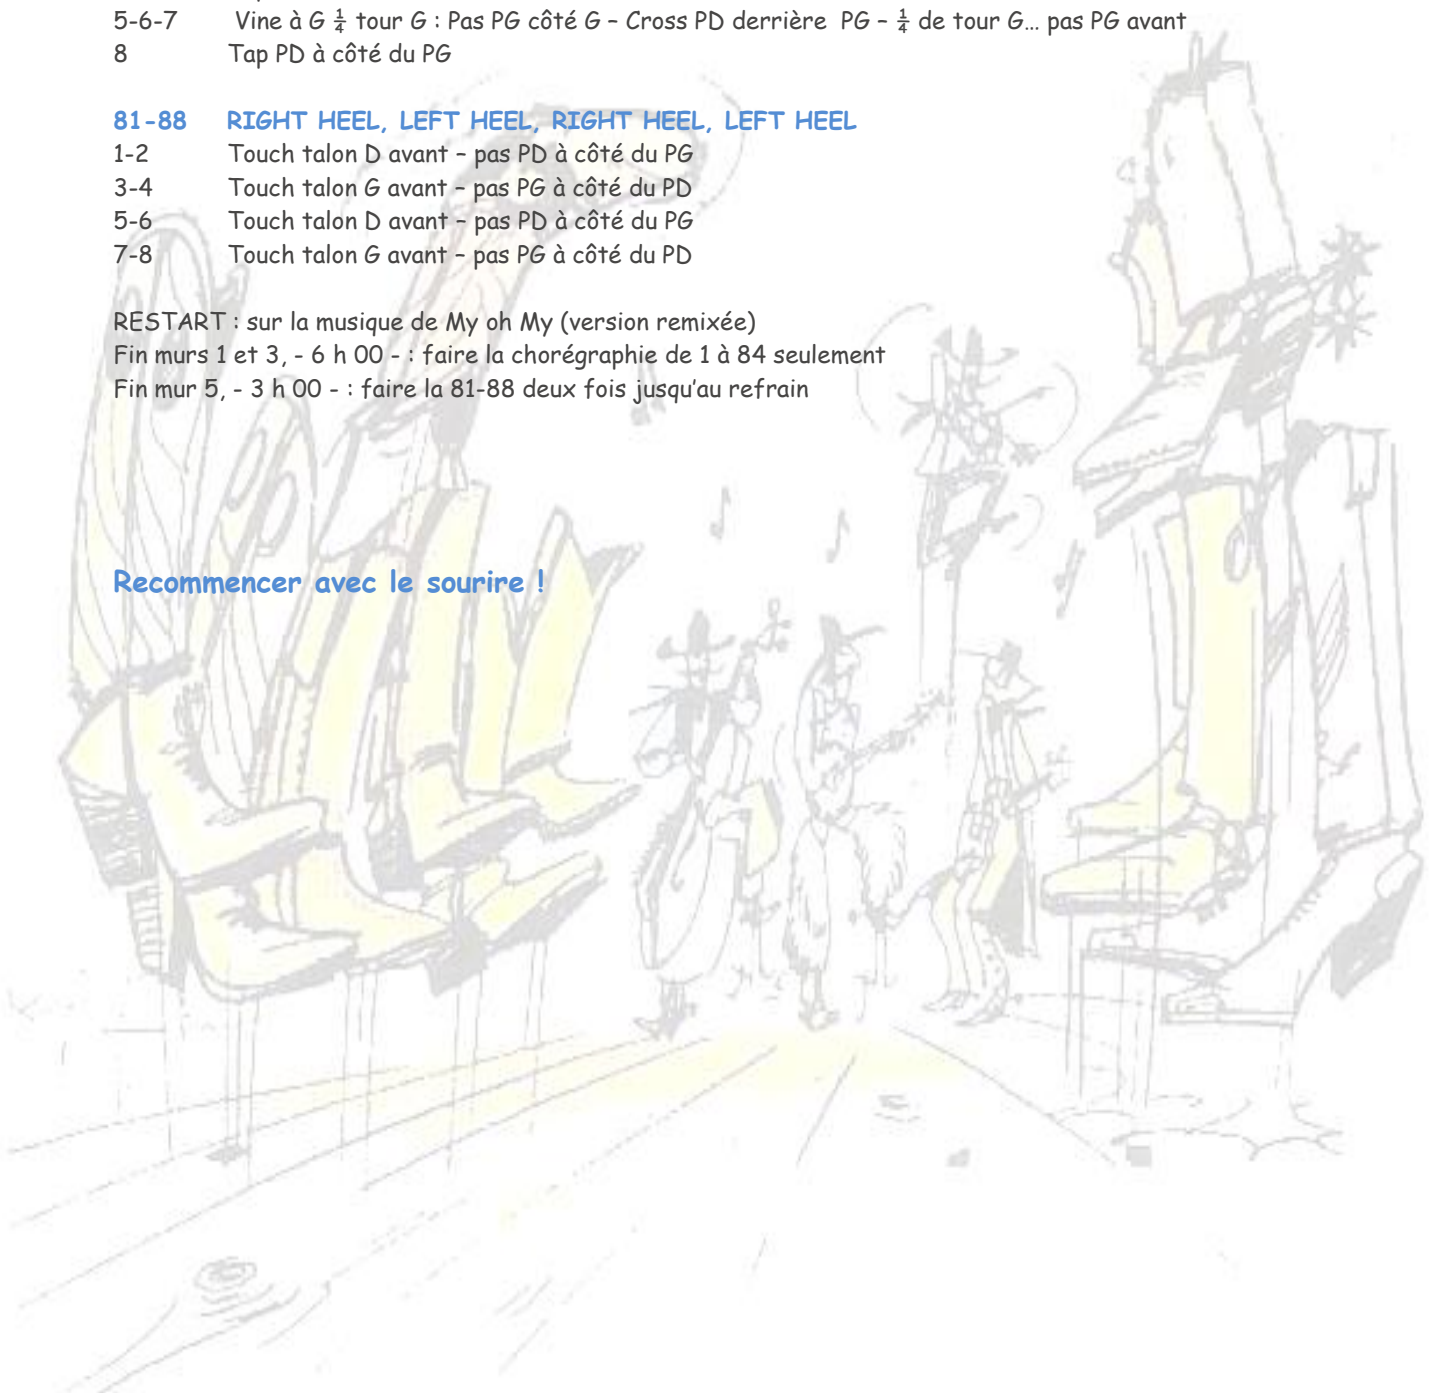 5-6-7 Vine à G ¼ tour G : Pas PG côté G – Cross PD derrière PG – ¼ de tour G… pas PG avant
8 Tap PD à côté du PG
81-88 RIGHT HEEL, LEFT HEEL, RIGHT HEEL, LEFT HEEL
1-2 Touch talon D avant – pas PD à côté du PG
3-4 Touch talon G avant – pas PG à côté du PD
5-6 Touch talon D avant – pas PD à côté du PG
7-8 Touch talon G avant – pas PG à côté du PD
RESTART : sur la musique de My oh My (version remixée)
Fin murs 1 et 3, - 6 h 00 - : faire la chorégraphie de 1 à 84 seulement
Fin mur 5, - 3 h 00 - : faire la 81-88 deux fois jusqu'au refrain
Recommencer avec le sourire !